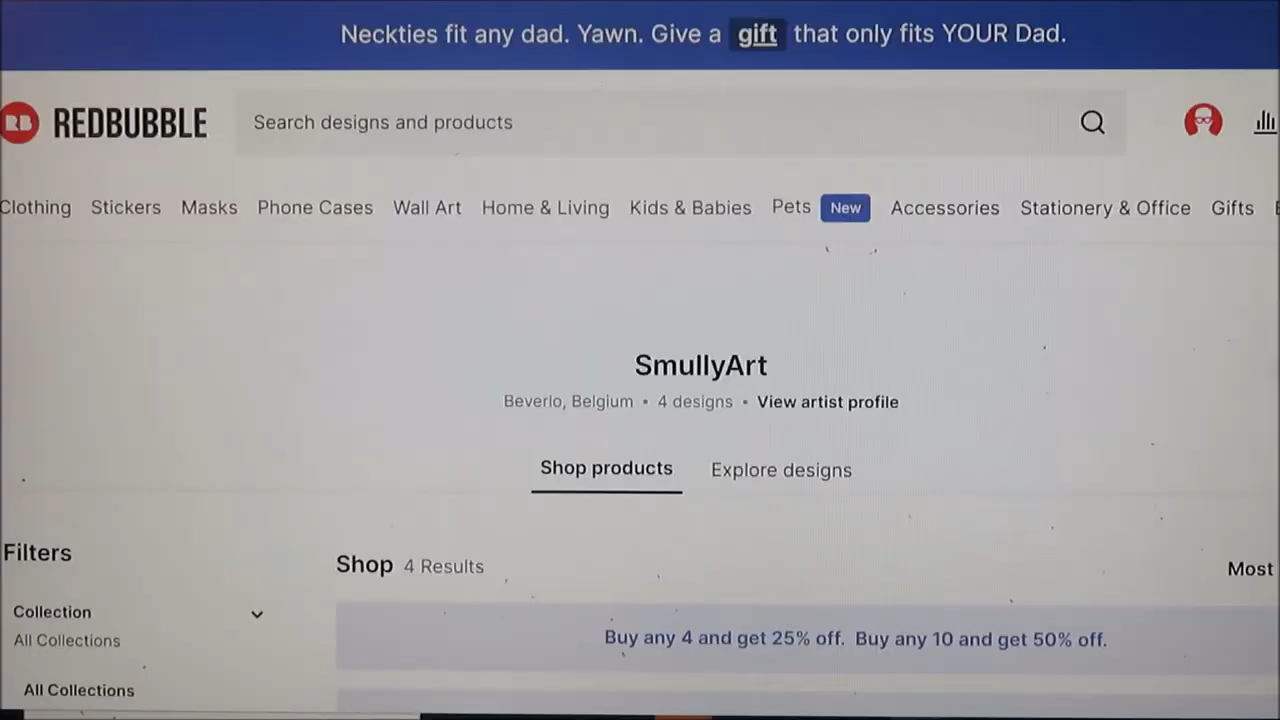 Neckties fit any dad. Yawn. Give a gift that only fits YOUR Dad.
RB REDBUBBLE Search designs and products
Clothing Stickers Masks Phone Cases Wall Art Home & Living Kids & Babies Pets New Accessories Stationery & Office Gifts
SmullyArt
Beverlo, Belgium • 4 designs • View artist profile
Shop products Explore designs
Filters
Shop 4 Results
Most
Collection
All Collections
Buy any 4 and get 25% off. Buy any 10 and get 50% off.
All Collections